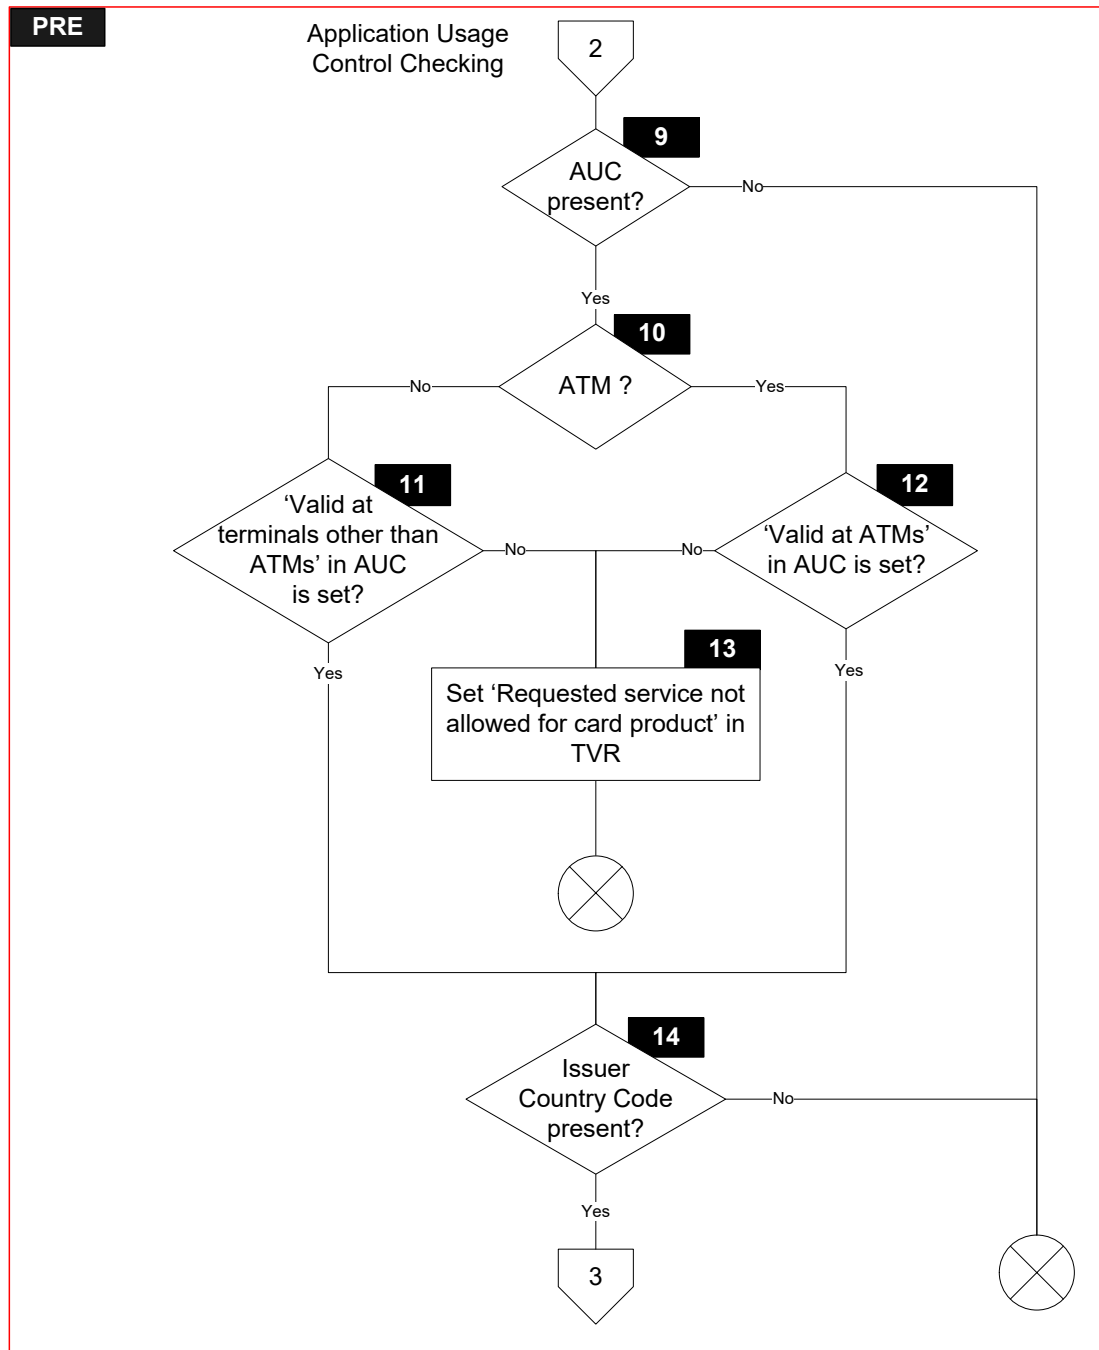 PRE
Application Usage
Control Checking
2
9
AUC
present?
No
Yes
10
ATM ?
No
Yes
11
‘Valid at
terminals other than
ATMs’ in AUC
is set?
12
‘Valid at ATMs’
in AUC is set?
No
No
Yes
Yes
13
Set ‘Requested service not
allowed for card product’ in
TVR
14
Issuer
Country Code
present?
No
Yes
3